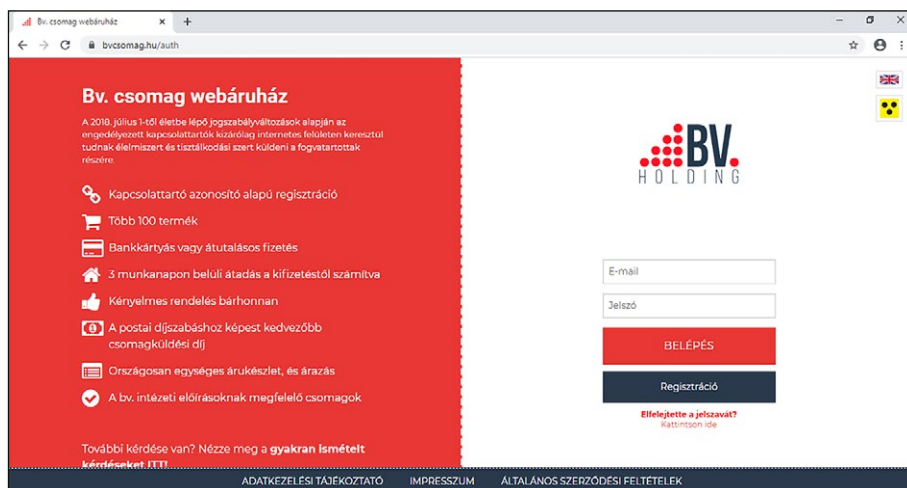 Bv. csomag webáruház
bvcsomag.hu/auth
Bv. csomag webáruház
A 2018. július 1-től életbe lépő jogszabályváltozások alapján az
engedélyezett kapcsolattartók kizárólag internetes felületen keresztül
tudnak élelmiszert és tisztálkodási szert küldeni a fogvatartottak
részére.
Kapcsolattartó azonosító alapú regisztráció
Több 100 termék
Bankkártyás vagy átutalásos fizetés
3 munkanapon belüli átadás a kifizetéstől számítva
Kényelmes rendelés bárhonnan
A postai díjszabáshoz képest kedvezőbb
csomagküldési díj
Országosan egységes árukészlet, és árazás
A bv. intézeti előírásoknak megfelelő csomagok
További kérdése van? Nézze meg a gyakran ismételt
kérdéseket ITT!
BV.
HOLDING
E-mail
Jelszó
BELÉPÉS
Regisztráció
Elfelejtette a jelszavát?
Kattintson ide
ADATKEZELÉSI TÁJÉKOZTATÓ IMPRESSZUM ÁLTALÁNOS SZERZŐDÉSI FELTÉTELEK